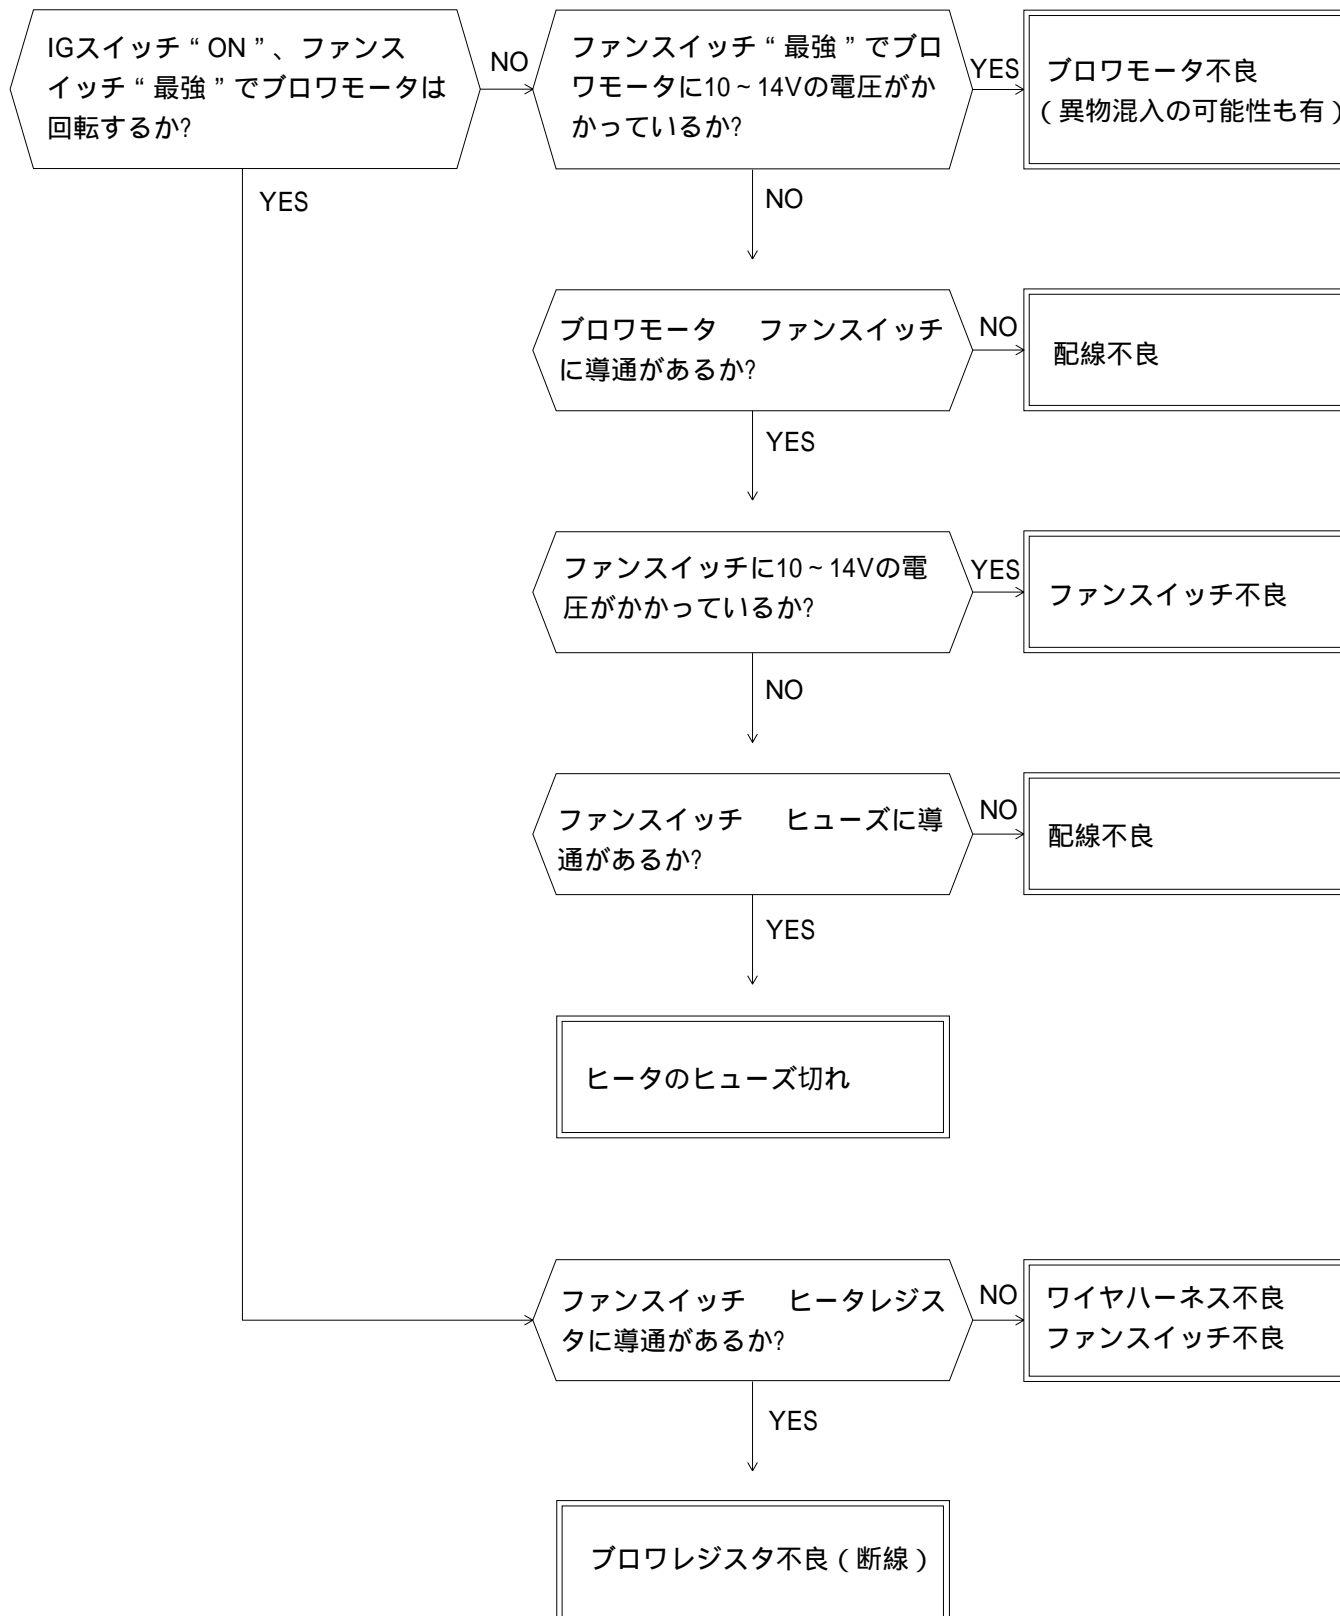 IGスイッチ“ON”、ファンス
イッチ“最強”でブロワモータは
回転するか?
NO
ファンスイッチ“最強”でブロ
ワモータに10~14Vの電圧がか
かっているか?
YES
ブロワモータ不良
(異物混入の可能性も有)
YES
NO
ブロワモータ　ファンスイッチ
に導通があるか?
NO
配線不良
YES
ファンスイッチに10~14Vの電
圧がかかっているか?
YES
ファンスイッチ不良
NO
ファンスイッチ　ヒューズに導
通があるか?
NO
配線不良
YES
ヒータのヒューズ切れ
ファンスイッチ　ヒータレジス
タに導通があるか?
NO
ワイヤハーネス不良
ファンスイッチ不良
YES
ブロワレジスタ不良(断線)